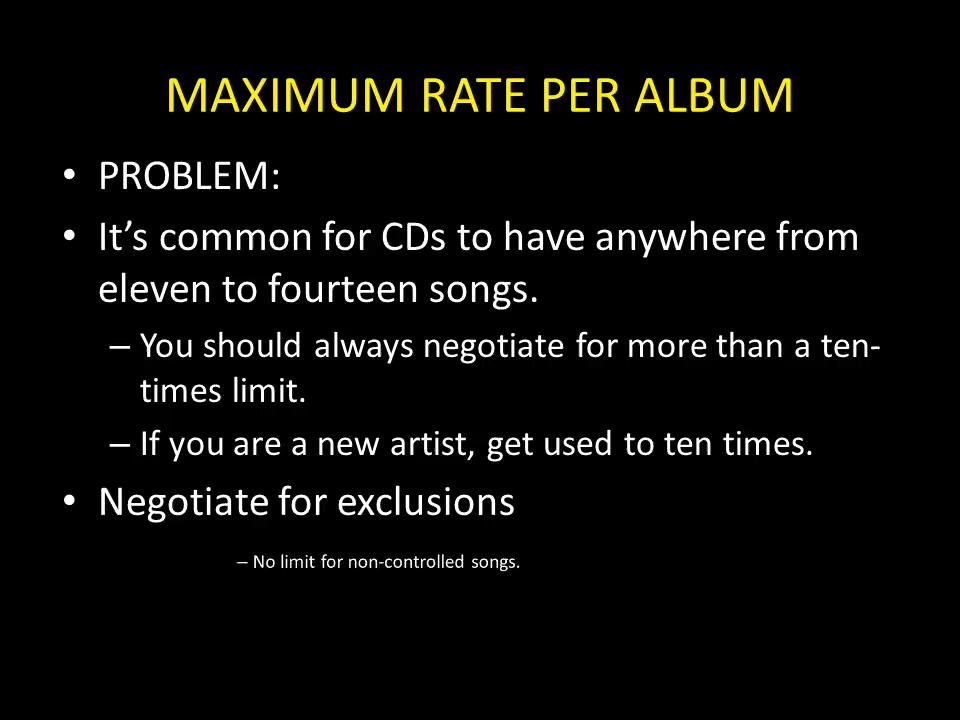 MAXIMUM RATE PER ALBUM
• PROBLEM:
• It’s common for CDs to have anywhere from
eleven to fourteen songs.
– You should always negotiate for more than a ten-
times limit.
– If you are a new artist, get used to ten times.
• Negotiate for exclusions
– No limit for non-controlled songs.